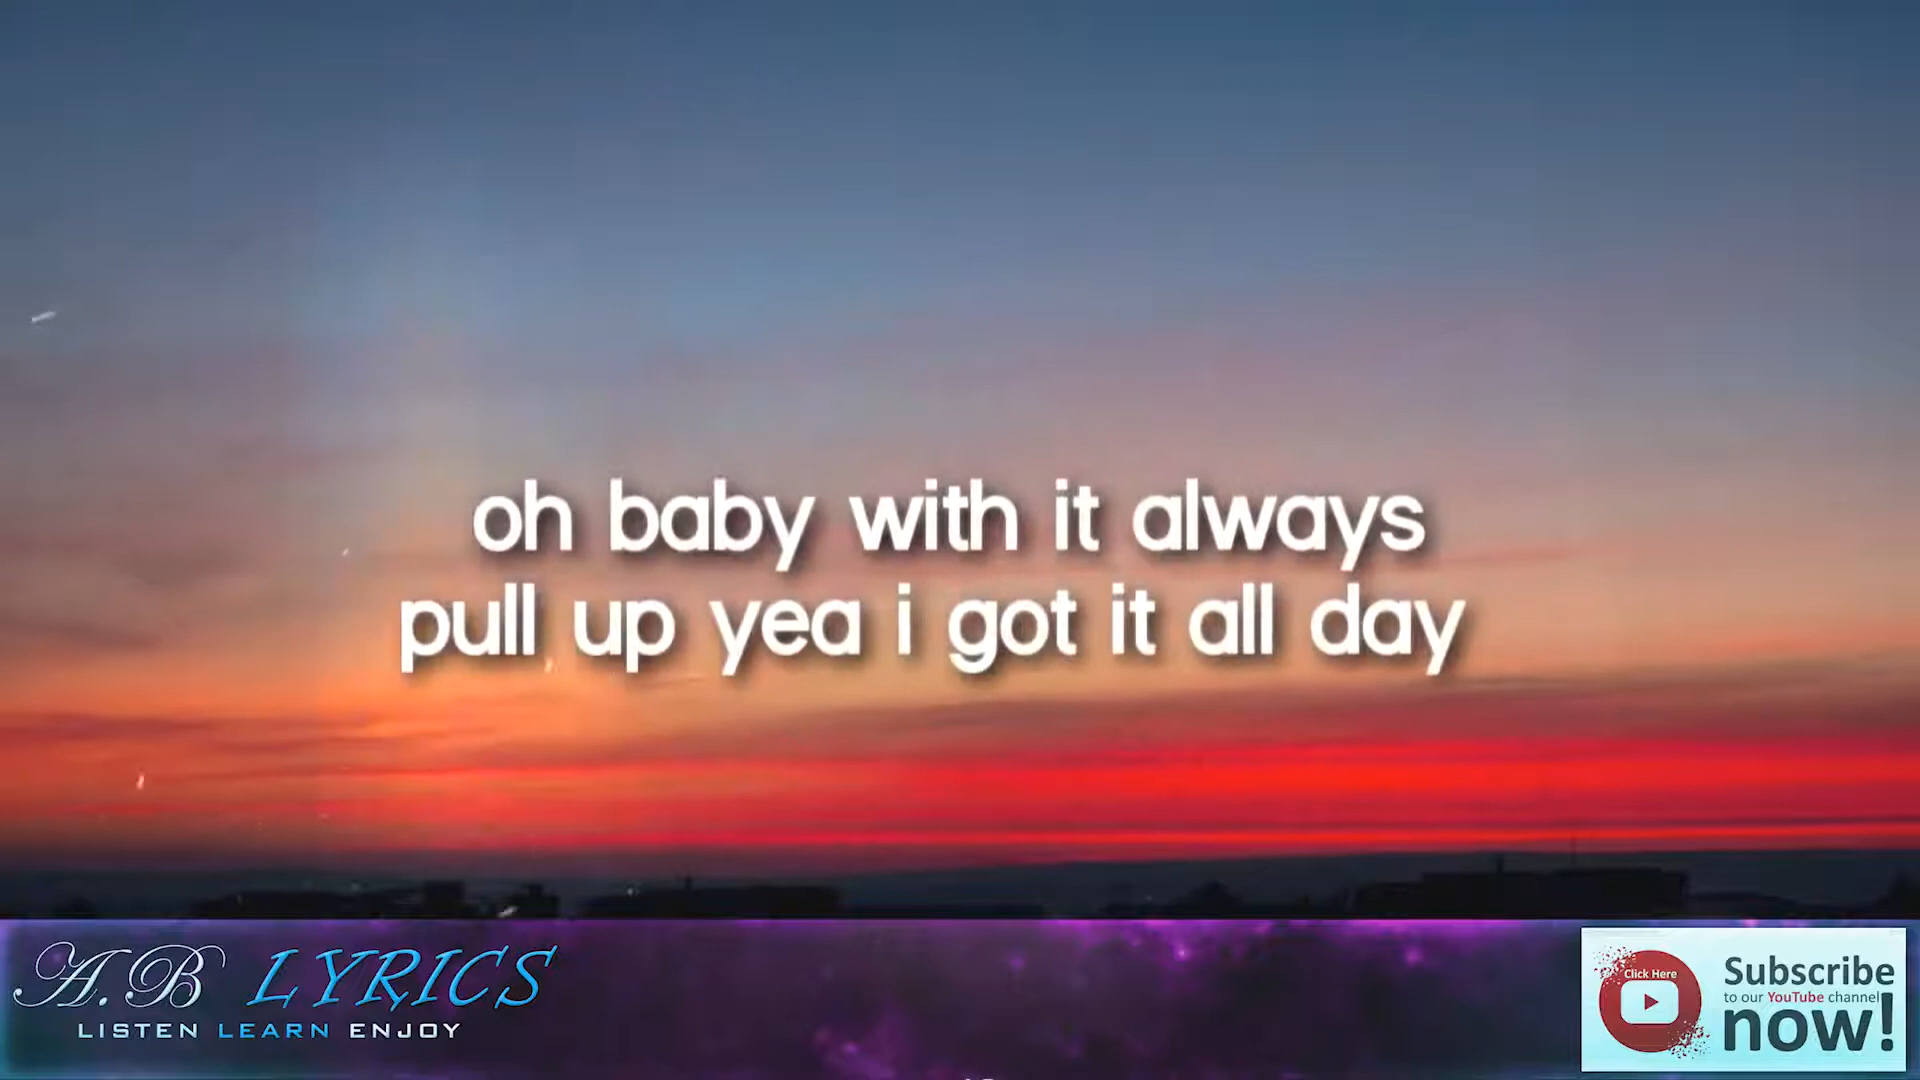 oh baby with it always
pull up yea i got it all day
A.B LYRICS
LISTEN LEARN ENJOY
Click Here
Subscribe
to our YouTube channel
now!